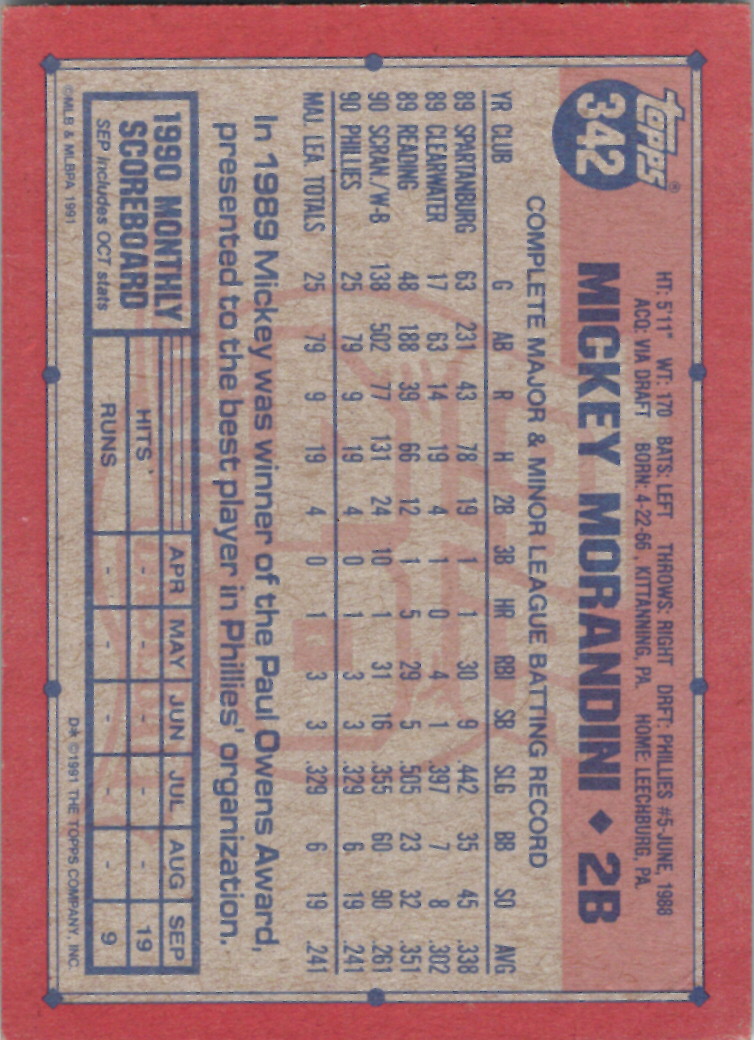 topps®
342
HT: 5'11" WT: 170 BATS: LEFT THROWS: RIGHT DRFT: PHILLIES #5-JUNE, 1988
ACQ: VIA DRAFT BORN: 4-22-66 , KITTANNING, PA. HOME: LEECHBURG, PA.
MICKEY MORANDINI ◆ 2B
COMPLETE MAJOR & MINOR LEAGUE BATTING RECORD
YR CLUB G AB R H 2B 3B HR RBI SB SLG BB SO AVG
89 SPARTANBURG 63 231 43 78 19 1 1 30 9 .442 35 45 .338
89 CLEARWATER 17 63 14 19 4 1 0 4 1 .397 7 8 .302
89 READING 48 188 39 66 12 1 5 29 5 .505 23 32 .351
90 SCRAN./W-B 138 502 77 131 24 10 1 31 16 .355 60 90 .261
90 PHILLIES 25 79 9 19 4 0 1 3 3 .329 6 19 .241
MAJ. LEA. TOTALS 25 79 9 19 4 0 1 3 3 .329 6 19 .241
In 1989 Mickey was winner of the Paul Owens Award,
presented to the best player in Phillies' organization.
1990 MONTHLY
SCOREBOARD
SEP includes OCT stats
APR MAY JUN JUL AUG SEP
HITS - - - - - 19
RUNS - - - - - 9
©MLB & MLBPA 1991
D* ©1991 THE TOPPS COMPANY, INC.